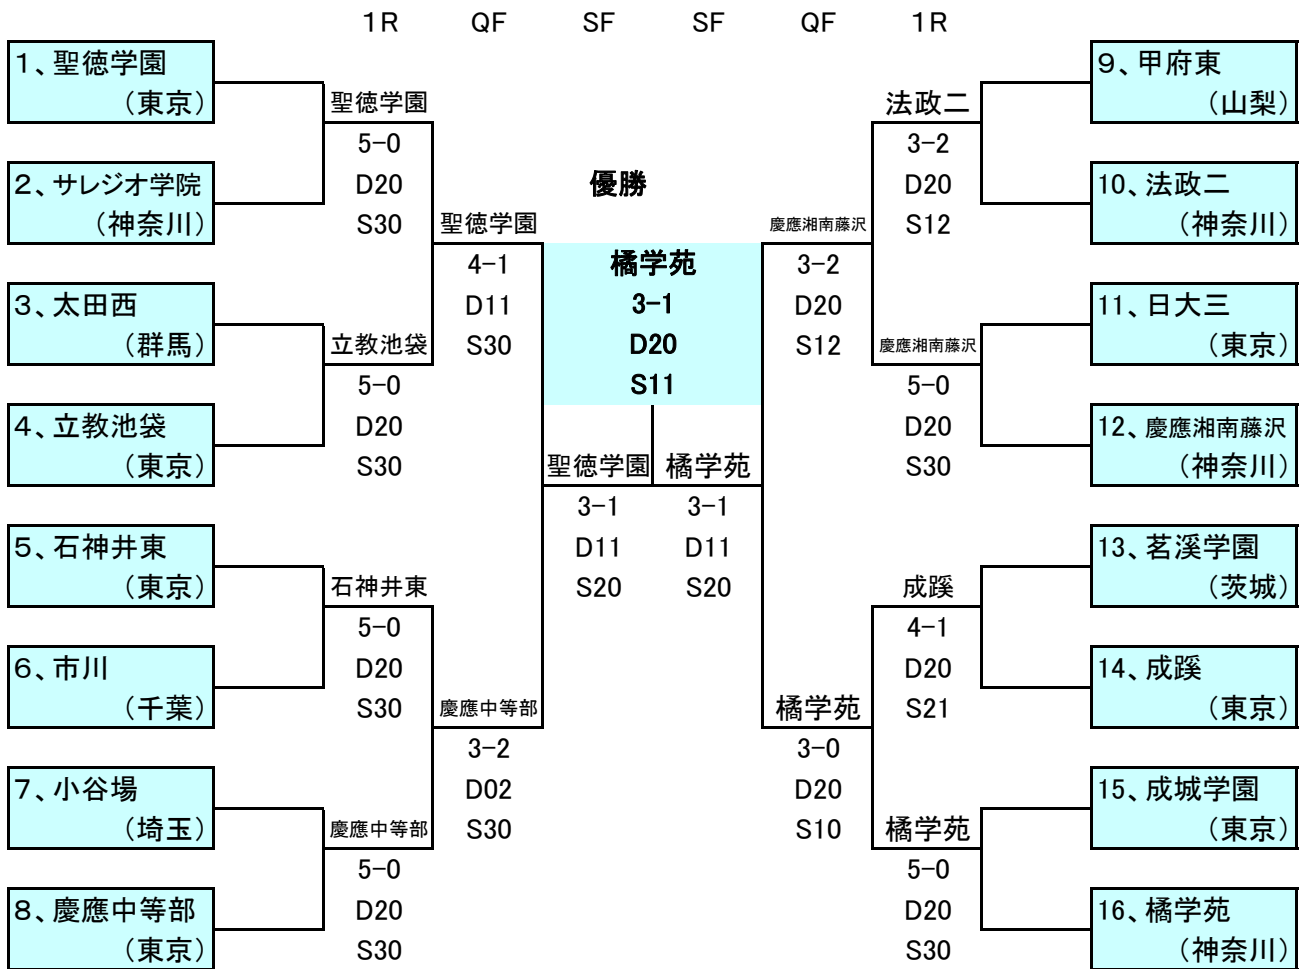 1R QF SF SF QF 1R
1、聖徳学園
（東京）
2、サレジオ学院
（神奈川）
3、太田西
（群馬）
4、立教池袋
（東京）
5、石神井東
（東京）
6、市川
（千葉）
7、小谷場
（埼玉）
8、慶應中等部
（東京）
聖徳学園
5-0
D20
S30
立教池袋
5-0
D20
S30
石神井東
5-0
D20
S30
慶應中等部
5-0
D20
S30
聖徳学園
4-1
D11
S30
慶應中等部
3-2
D02
S30
優勝
橘学苑
3-1
D20
S11
聖徳学園
3-1
D11
S20
橘学苑
3-1
D11
S20
慶應湘南藤沢
3-2
D20
S12
橘学苑
3-0
D20
S10
法政二
3-2
D20
S12
慶應湘南藤沢
5-0
D20
S30
成蹊
4-1
D20
S21
橘学苑
5-0
D20
S30
9、甲府東
（山梨）
10、法政二
（神奈川）
11、日大三
（東京）
12、慶應湘南藤沢
（神奈川）
13、茗溪学園
（茨城）
14、成蹊
（東京）
15、成城学園
（東京）
16、橘学苑
（神奈川）